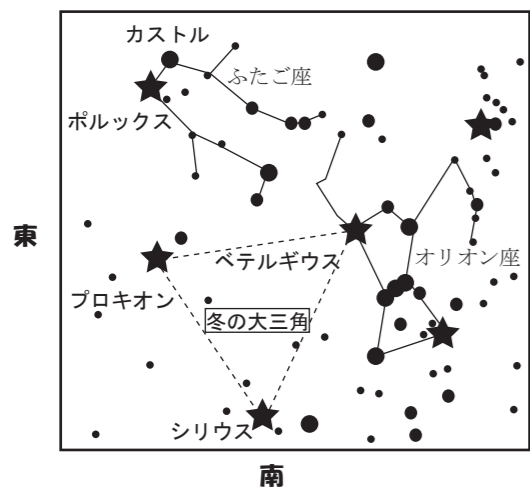 カストル
ふたご座
ポルックス
東
ベテルギウス
オリオン座
プロキオン
冬の大三角
シリウス
南